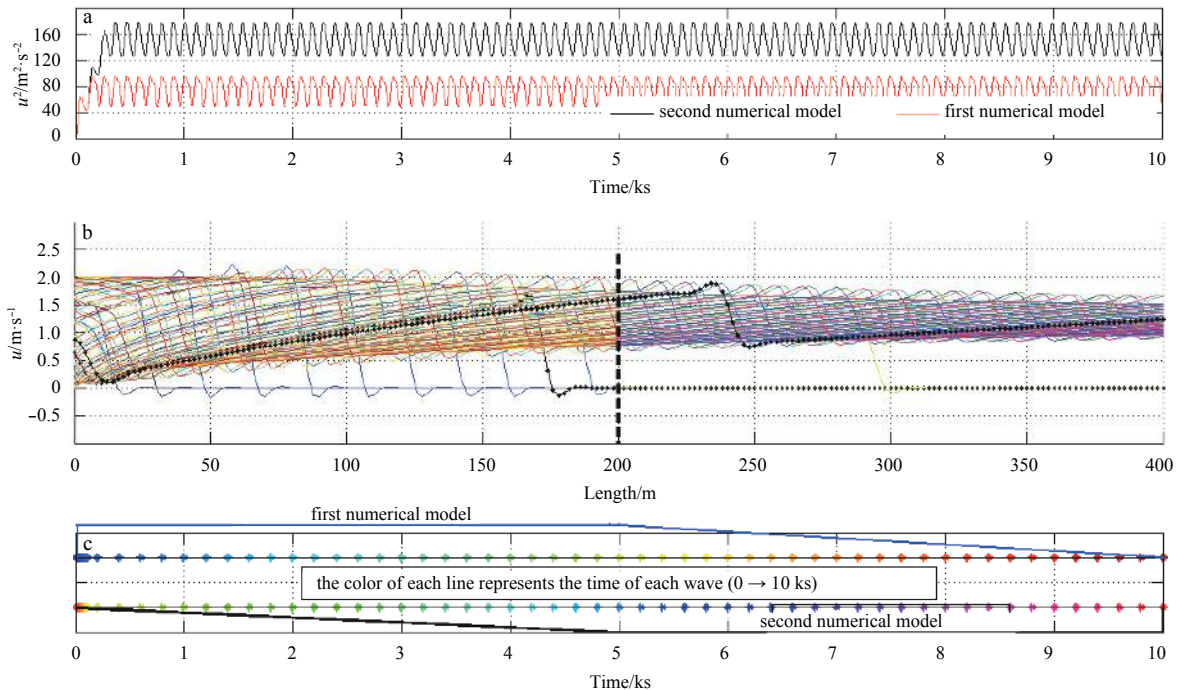 a
160
120
80
40
0
u²/m²·s⁻²
second numerical model first numerical model
0 1 2 3 4 5 6 7 8 9 10
Time/ks
b
2.5
2.0
1.5
1.0
0.5
0
−0.5
u/m·s⁻¹
0 50 100 150 200 250 300 350 400
Length/m
first numerical model
c
the color of each line represents the time of each wave (0 → 10 ks)
second numerical model
0 1 2 3 4 5 6 7 8 9 10
Time/ks